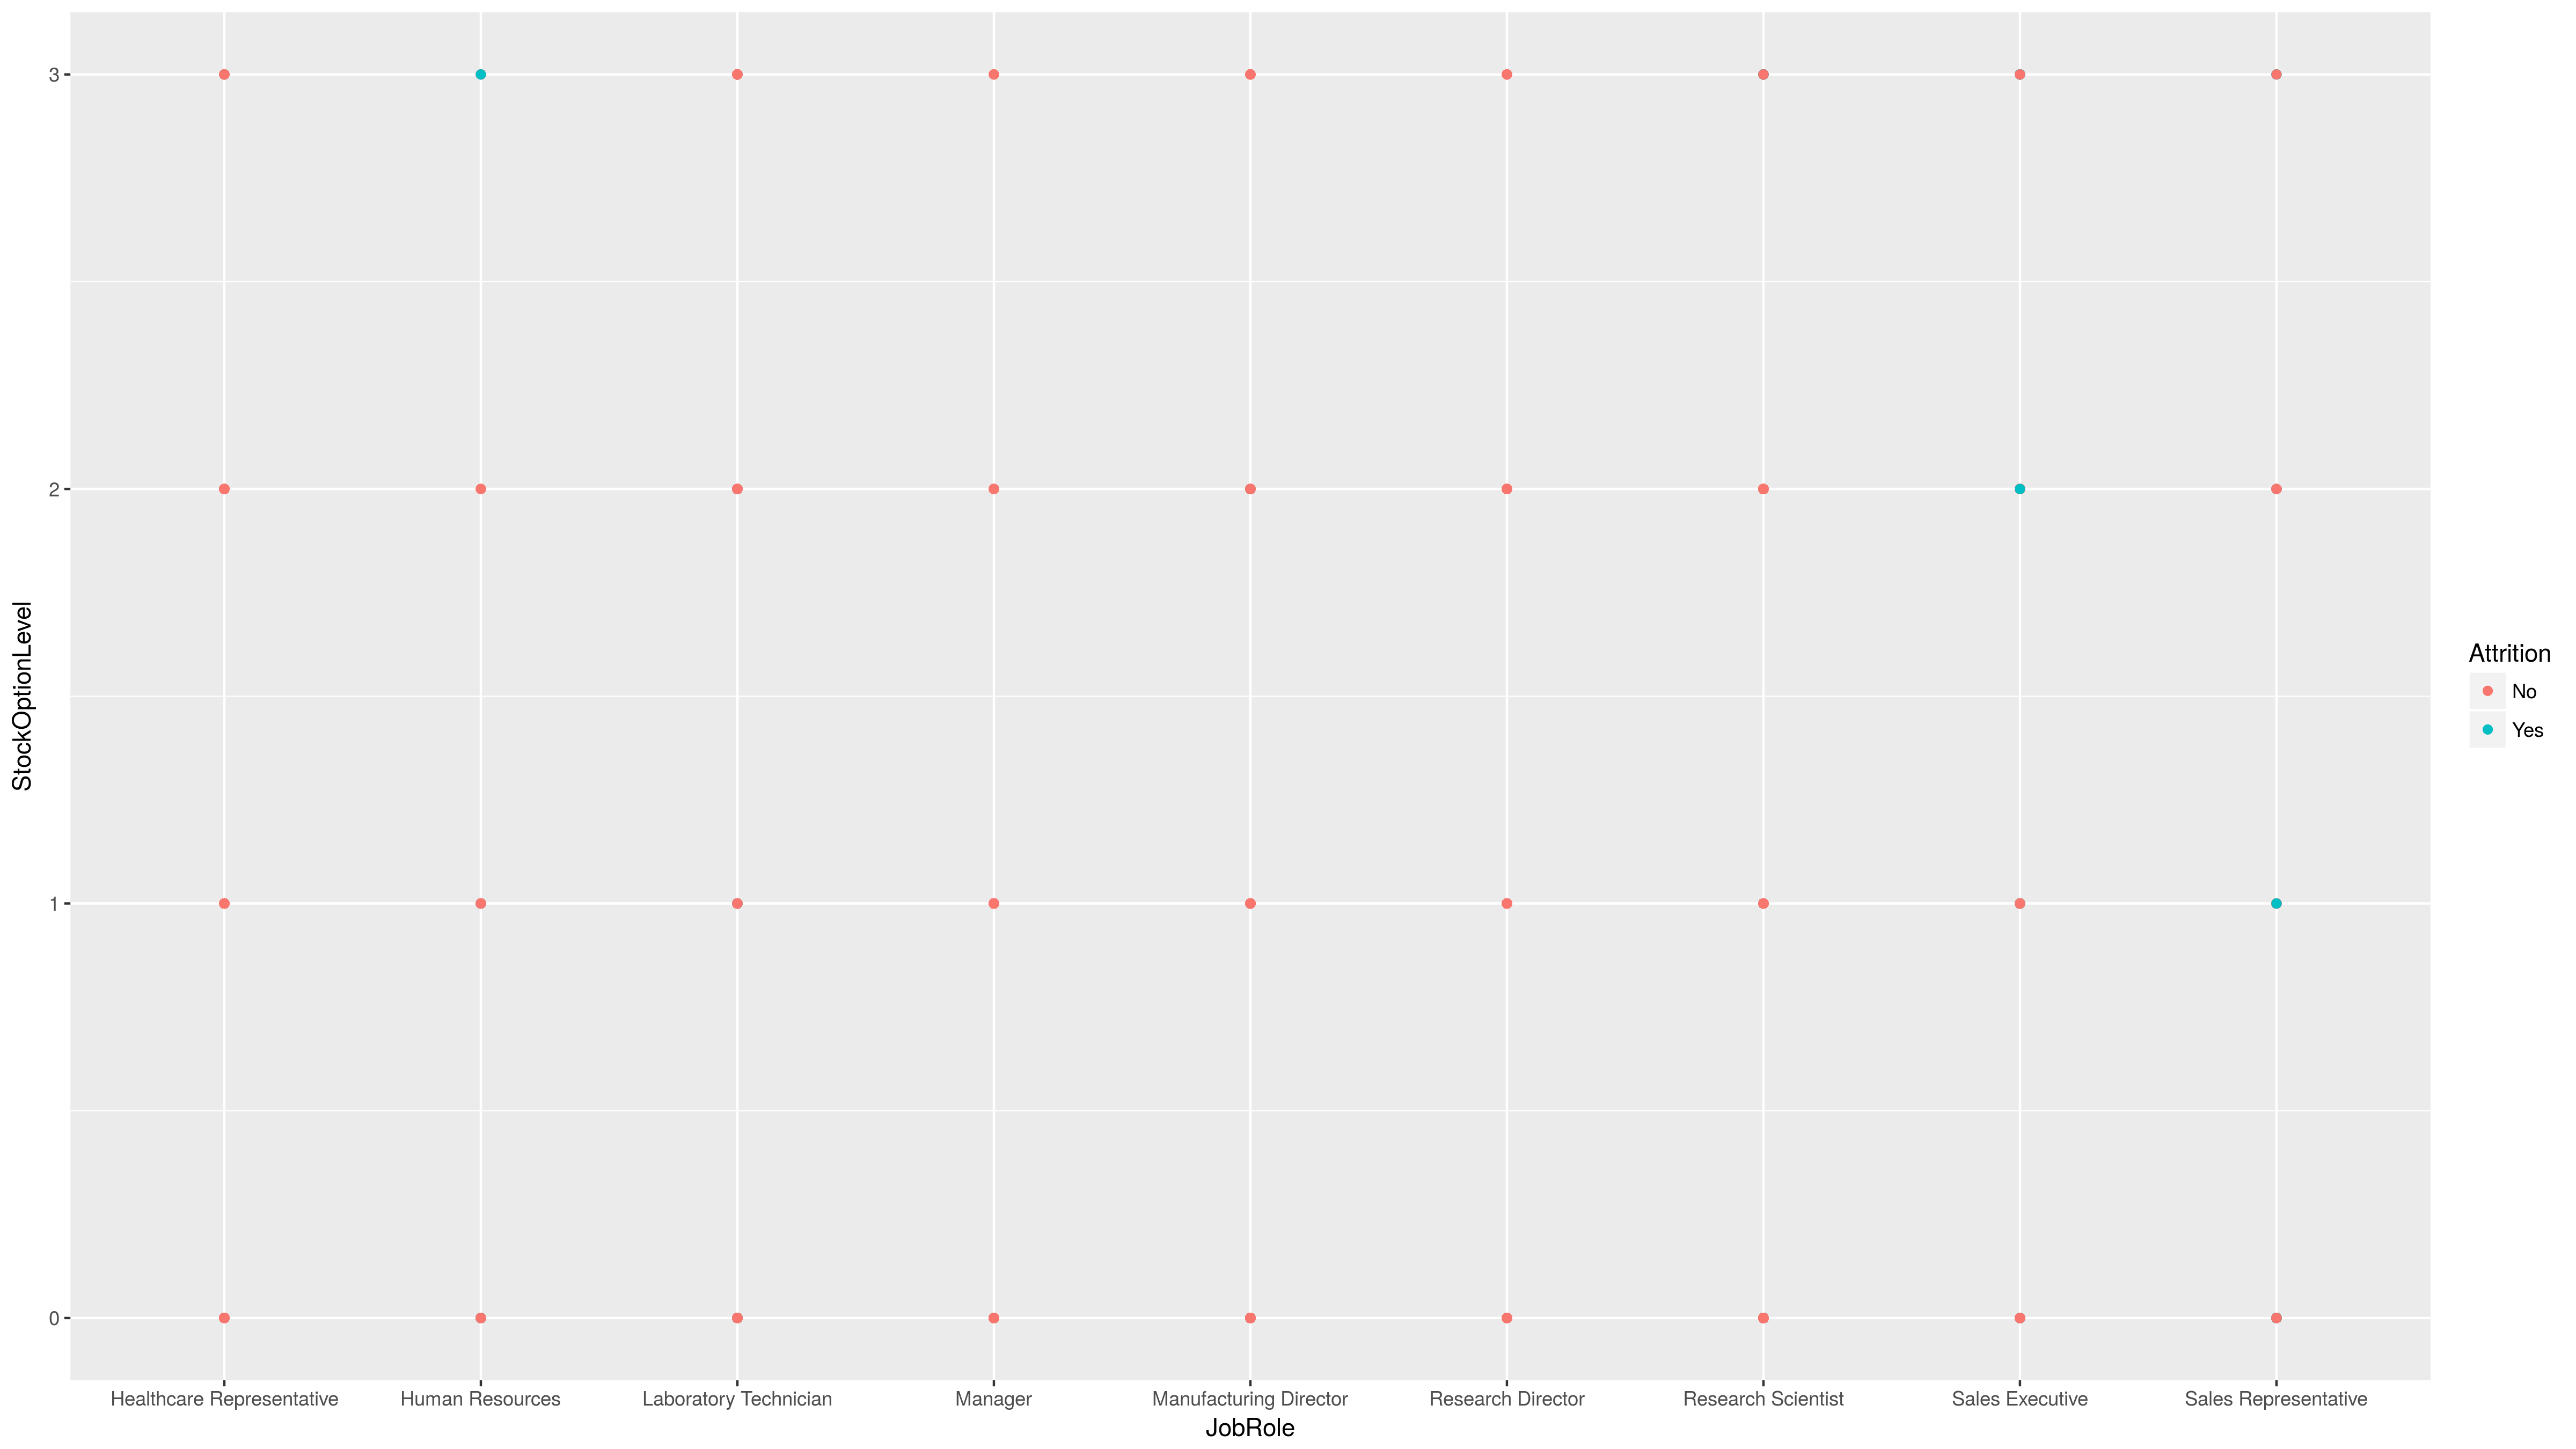 3
2
1
0
StockOptionLevel
Healthcare Representative
Human Resources
Laboratory Technician
Manager
Manufacturing Director
Research Director
Research Scientist
Sales Executive
Sales Representative
JobRole
Attrition
No
Yes